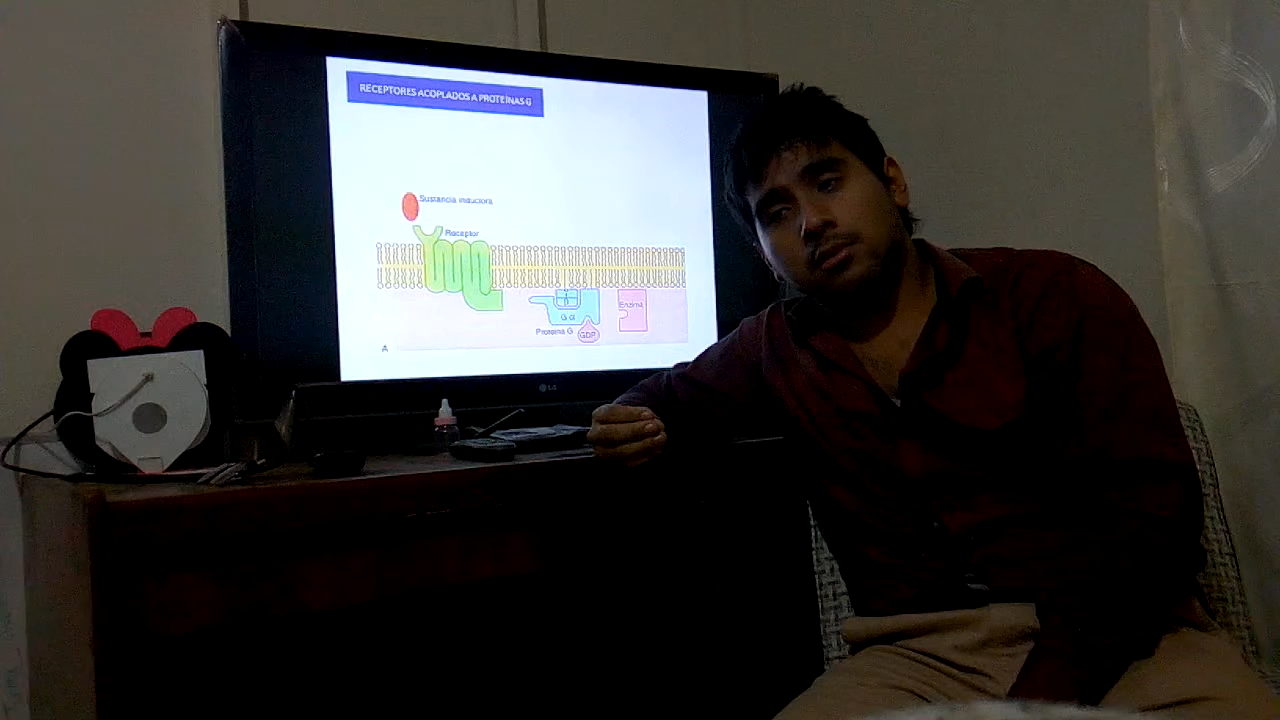 RECEPTORES ACOPLADOS A PROTEÍNAS G
Sustancia inductora
Receptor
Enzima
G α
Proteína G
GDP
A
LG